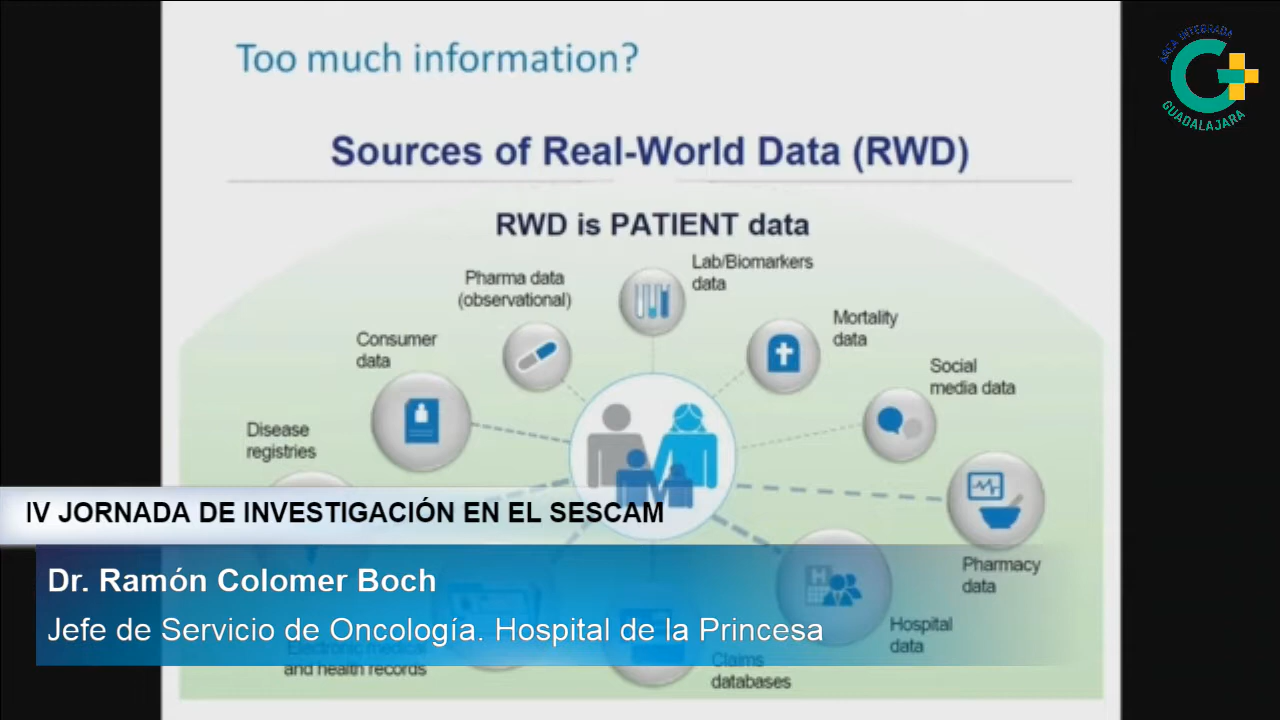 Too much information?
ÁREA INTEGRADA
GUADALAJARA
Sources of Real-World Data (RWD)
RWD is PATIENT data
Lab/Biomarkers
data
Pharma data
(observational)
Mortality
data
Consumer
data
Social
media data
Disease
registries
IV JORNADA DE INVESTIGACIÓN EN EL SESCAM
Pharmacy
data
Dr. Ramón Colomer Boch
Jefe de Servicio de Oncología. Hospital de la Princesa
H
Hospital
data
Electronic medical
and health records
Claims
databases